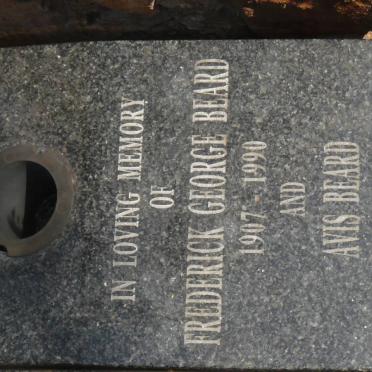 IN LOVING MEMORY
OF
FREDERICK GEORGE BEARD
1907 1990
AND
AVIS BEARD